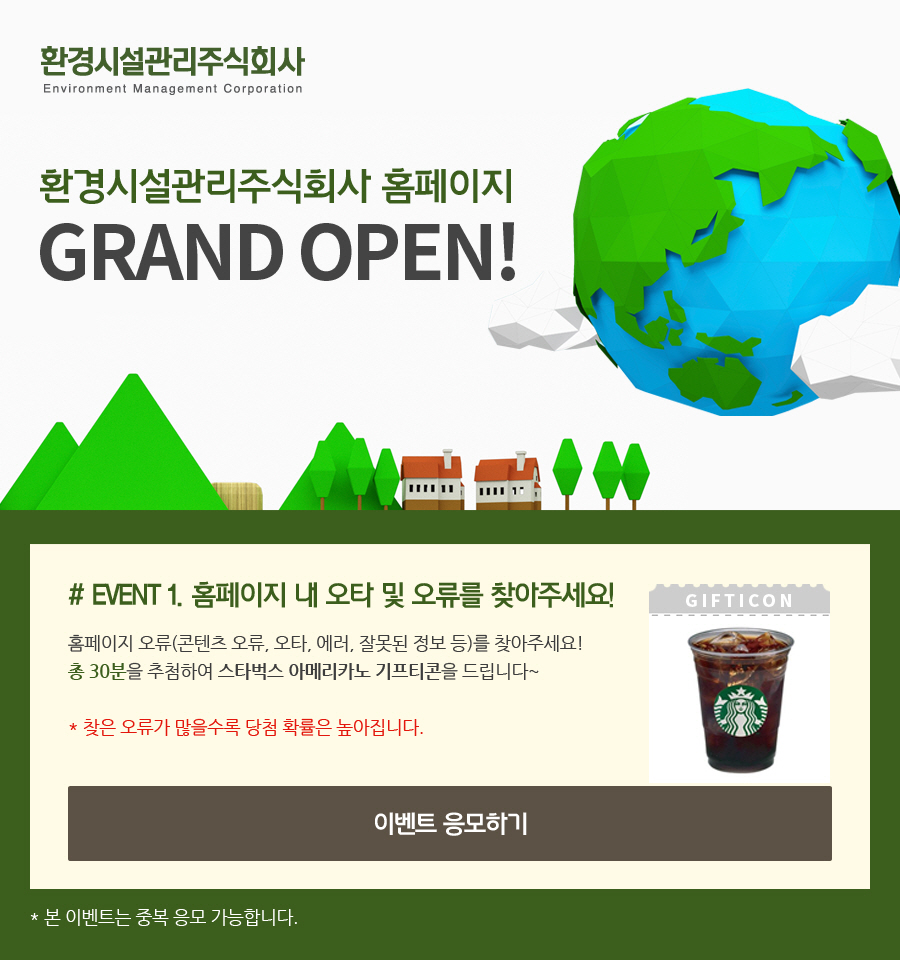 환경시설관리주식회사
Environment Management Corporation
환경시설관리주식회사 홈페이지
GRAND OPEN!
# EVENT 1. 홈페이지 내 오타 및 오류를 찾아주세요!
홈페이지 오류(콘텐츠 오류, 오타, 에러, 잘못된 정보 등)를 찾아주세요!
총 30분을 추첨하여 스타벅스 아메리카노 기프티콘을 드립니다~
* 찾은 오류가 많을수록 당첨 확률은 높아집니다.
GIFTICON
이벤트 응모하기
* 본 이벤트는 중복 응모 가능합니다.